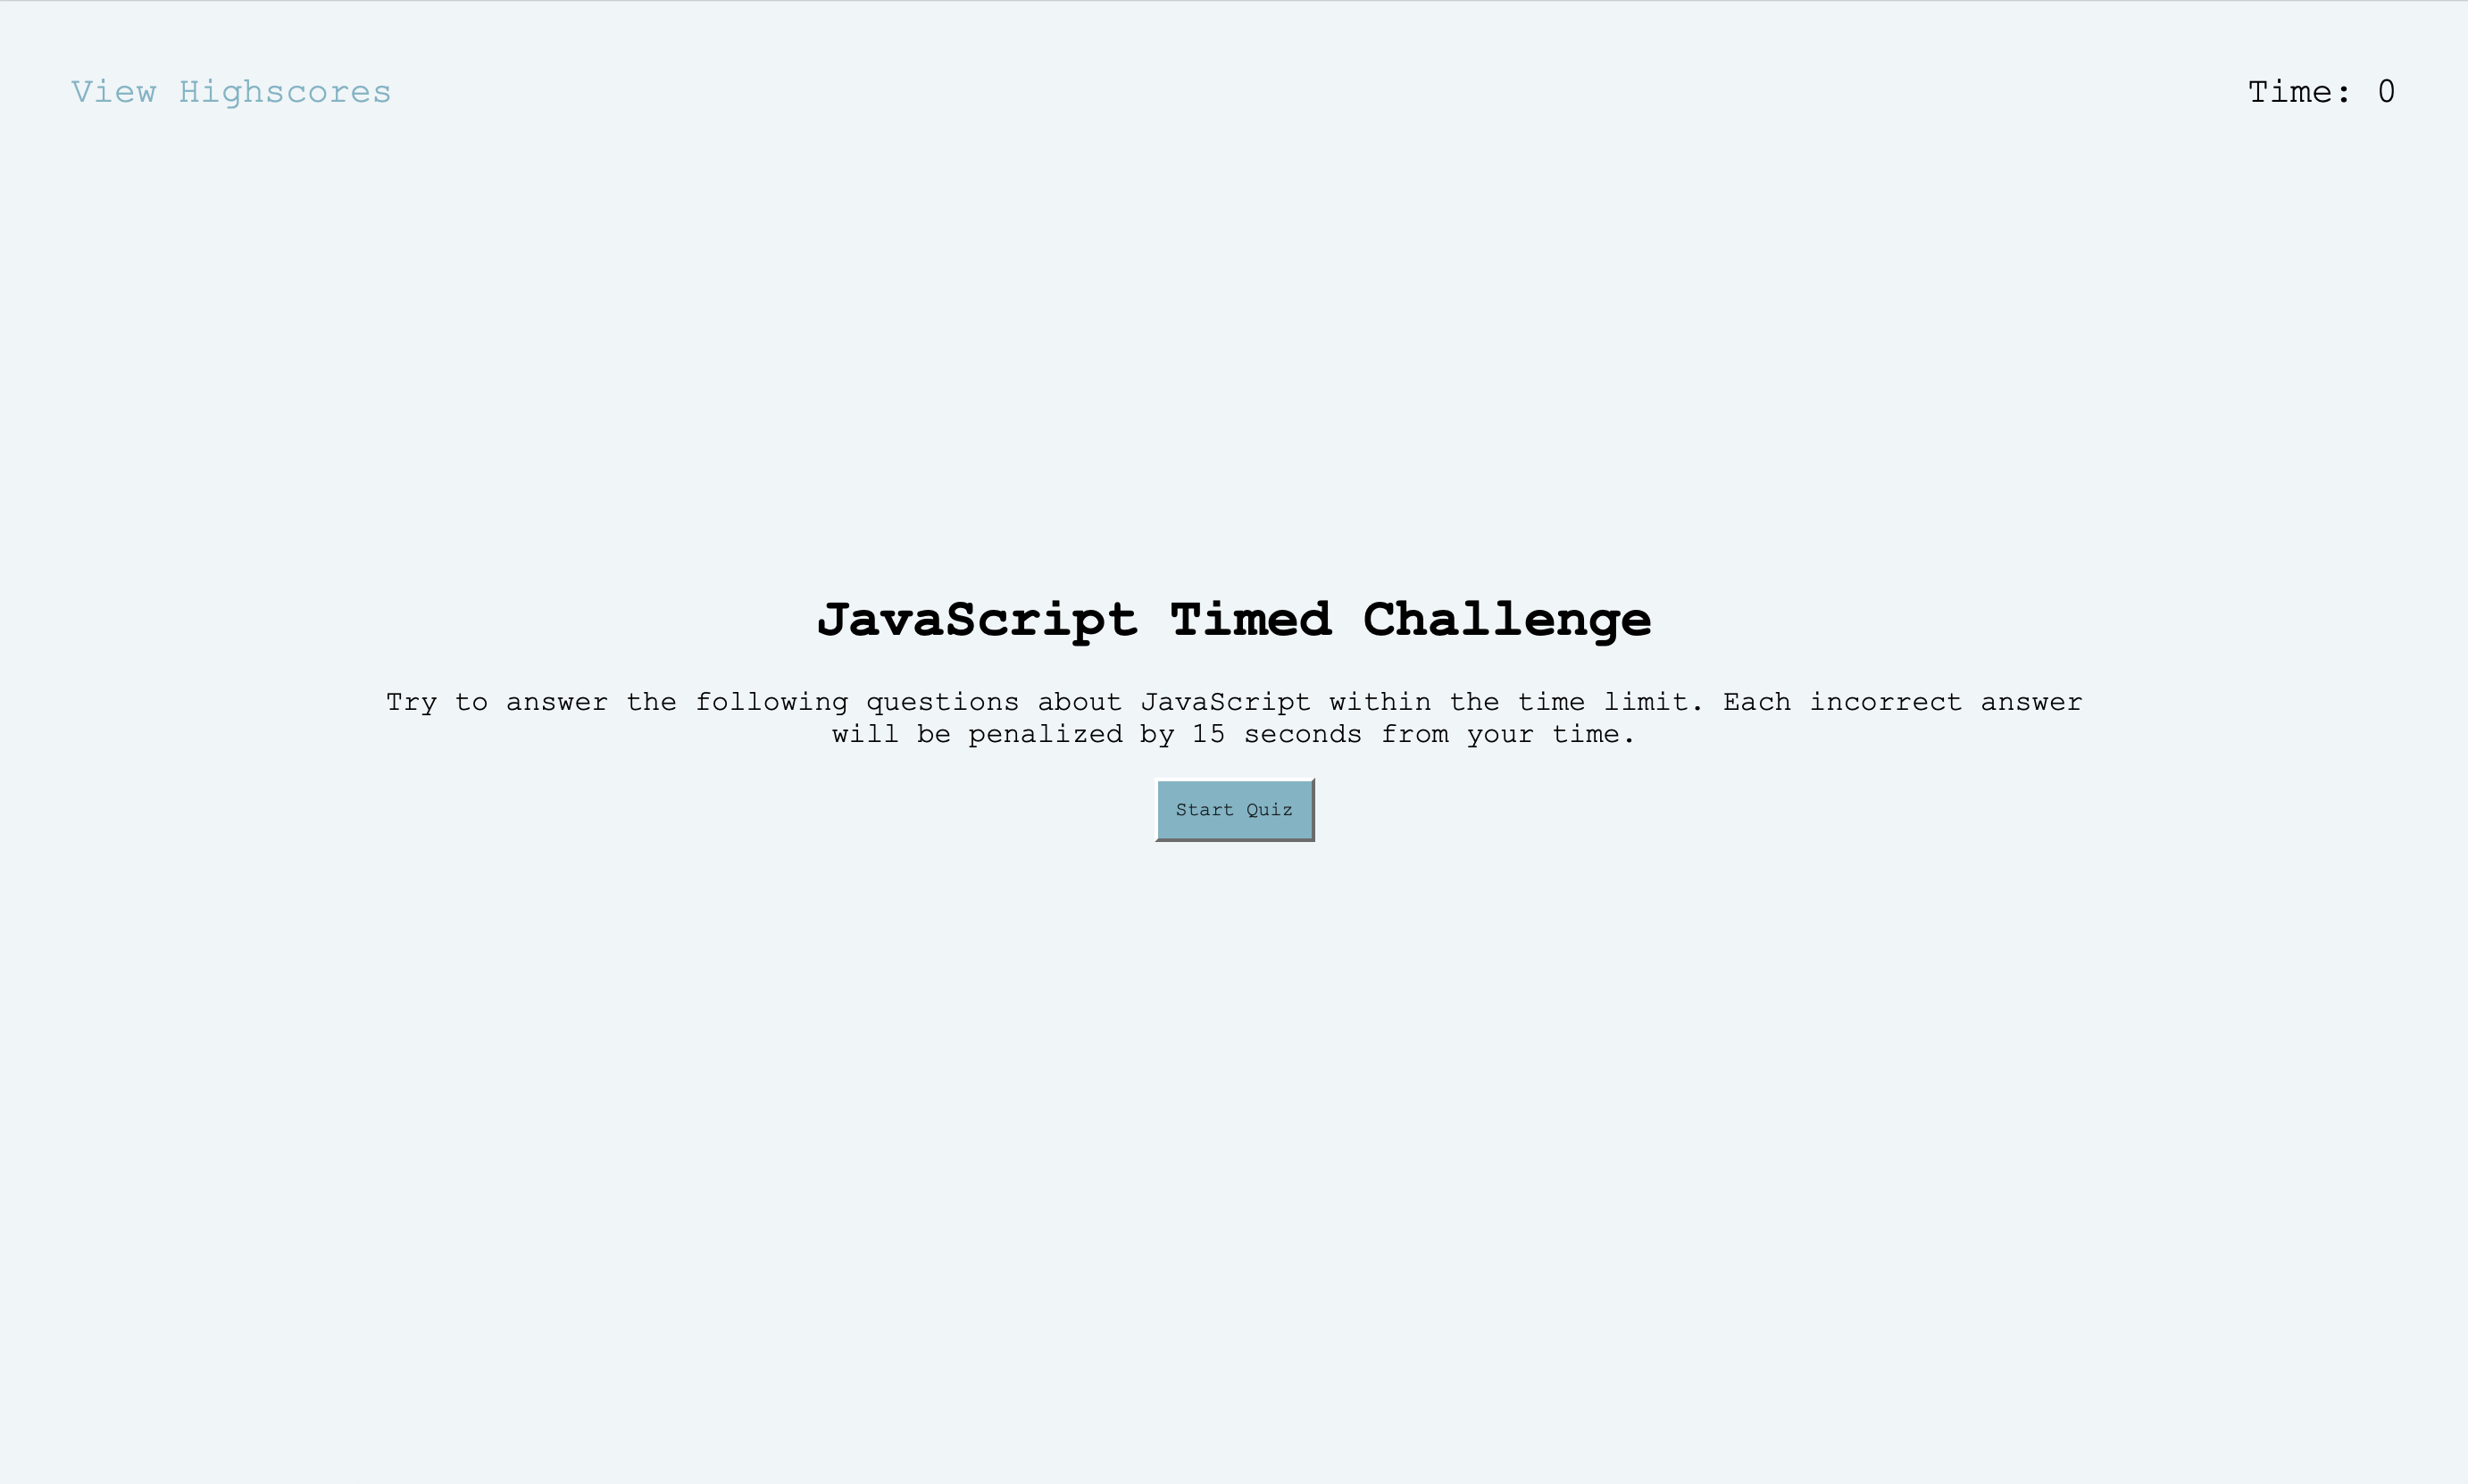 View Highscores
Time: 0
JavaScript Timed Challenge
Try to answer the following questions about JavaScript within the time limit. Each incorrect answer
will be penalized by 15 seconds from your time.
Start Quiz